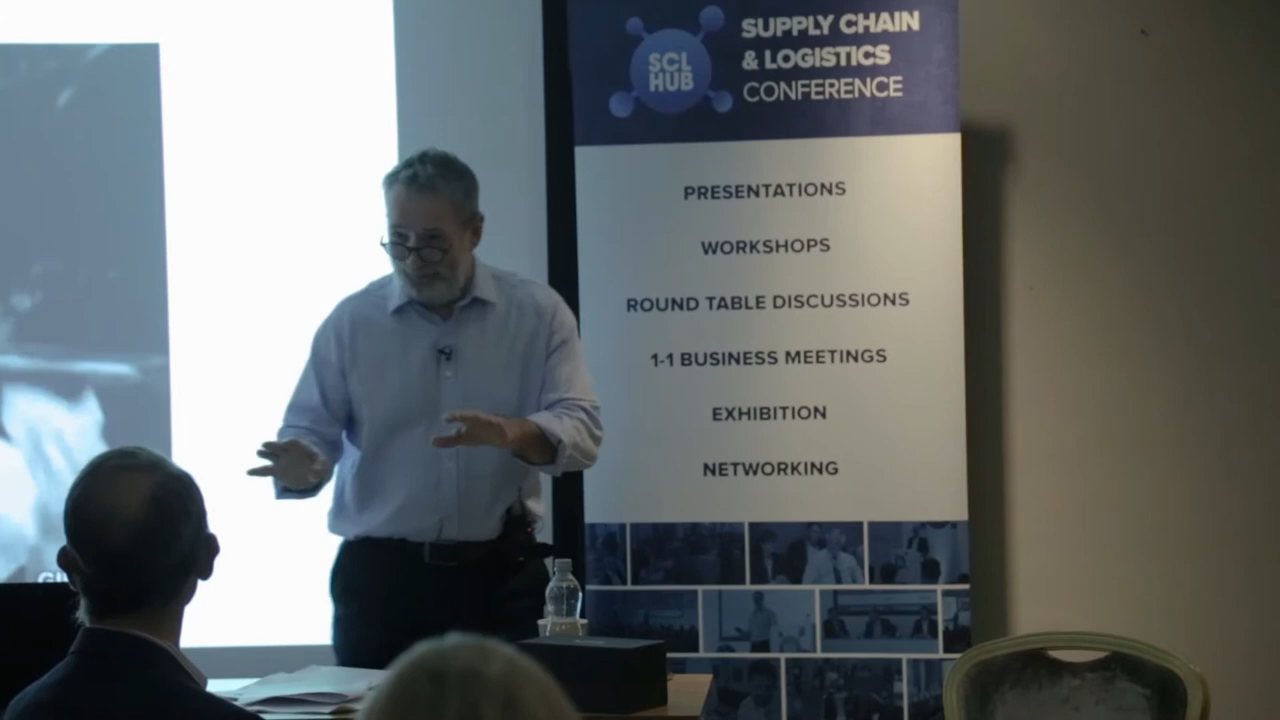 SCL
HUB
SUPPLY CHAIN
& LOGISTICS
CONFERENCE
PRESENTATIONS
WORKSHOPS
ROUND TABLE DISCUSSIONS
1-1 BUSINESS MEETINGS
EXHIBITION
NETWORKING